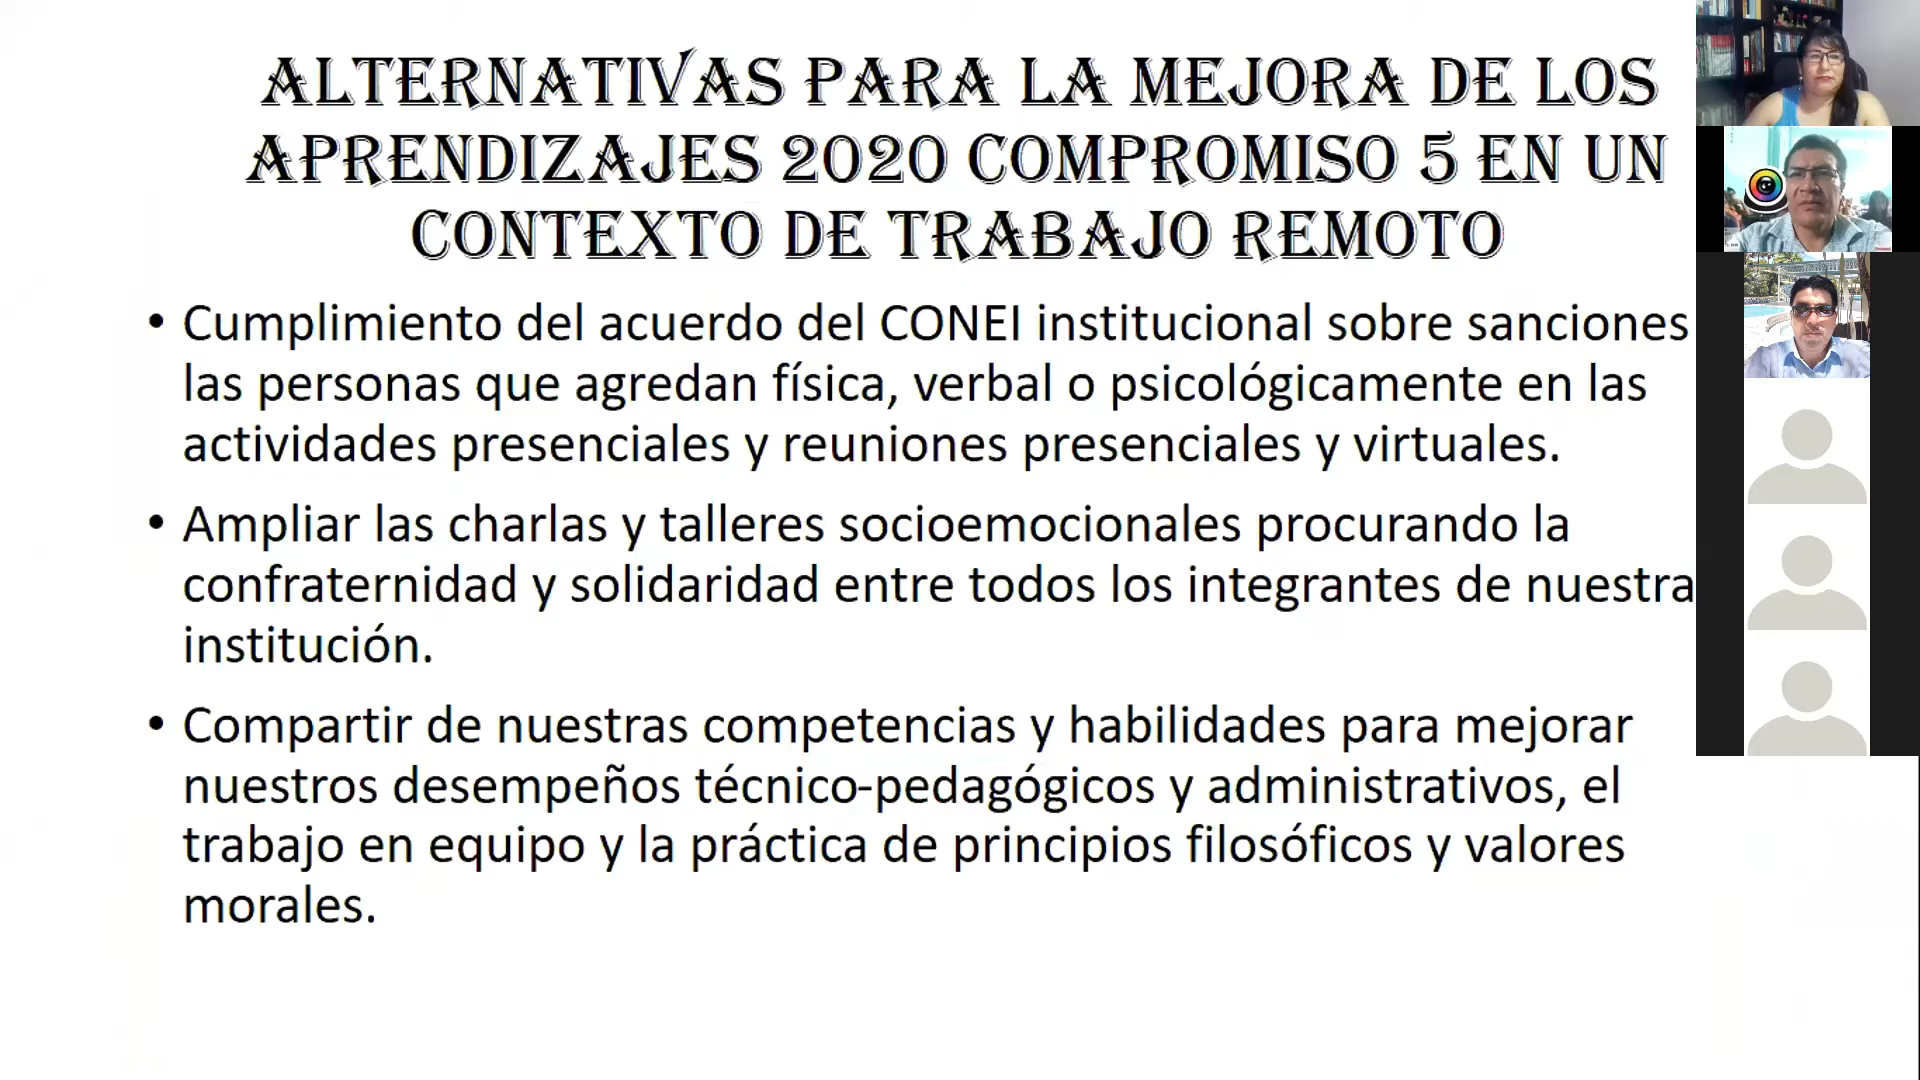 ALTERNATIVAS PARA LA MEJORA DE LOS
APRENDIZAJES 2020 COMPROMISO 5 EN UN
CONTEXTO DE TRABAJO REMOTO
• Cumplimiento del acuerdo del CONEI institucional sobre sanciones
las personas que agredan física, verbal o psicológicamente en las
actividades presenciales y reuniones presenciales y virtuales.
• Ampliar las charlas y talleres socioemocionales procurando la
confraternidad y solidaridad entre todos los integrantes de nuestra
institución.
• Compartir de nuestras competencias y habilidades para mejorar
nuestros desempeños técnico-pedagógicos y administrativos, el
trabajo en equipo y la práctica de principios filosóficos y valores
morales.